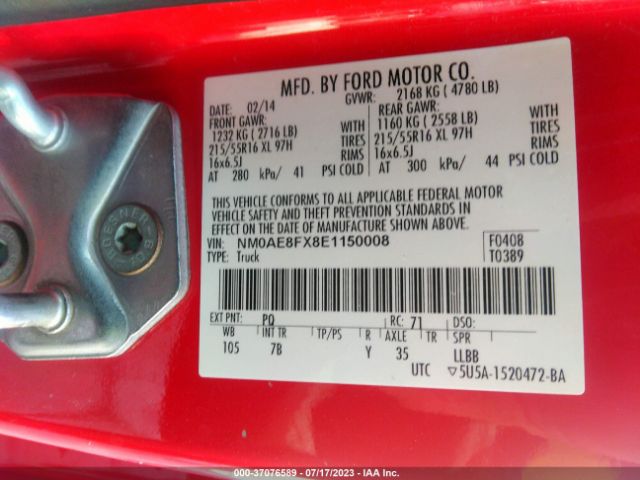 MFD. BY FORD MOTOR CO.
DATE: 02/14 GVWR: 2168 KG ( 4780 LB)
FRONT GAWR: REAR GAWR:
1232 KG ( 2716 LB) WITH 1160 KG ( 2558 LB) WITH
215/55R16 XL 97H TIRES 215/55R16 XL 97H TIRES
16x6.5J RIMS 16x6.5J RIMS
AT 280 kPa/ 41 PSI COLD AT 300 kPa/ 44 PSI COLD
THIS VEHICLE CONFORMS TO ALL APPLICABLE FEDERAL MOTOR
VEHICLE SAFETY AND THEFT PREVENTION STANDARDS IN
EFFECT ON THE DATE OF MANUFACTURE SHOWN ABOVE.
VIN: NM0AE8FX8E1150008 F0408
TYPE: Truck T0389
EXT PNT: PQ RC: 71 DSO:
WB INT TR TP/PS R AXLE TR SPR
105 7B Y 35 LLBB
UTC ▽5U5A-1520472-BA
37076589 - 07/17/2023 - IAA Inc.